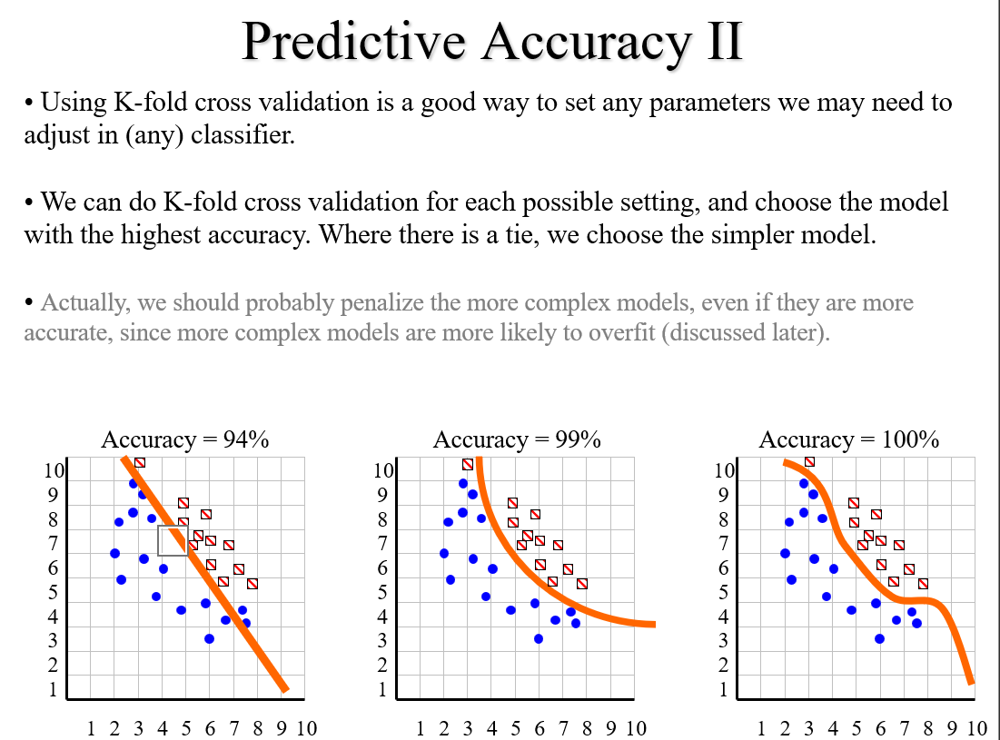 Predictive Accuracy II
• Using K-fold cross validation is a good way to set any parameters we may need to
adjust in (any) classifier.
• We can do K-fold cross validation for each possible setting, and choose the model
with the highest accuracy. Where there is a tie, we choose the simpler model.
• Actually, we should probably penalize the more complex models, even if they are more
accurate, since more complex models are more likely to overfit (discussed later).
Accuracy = 94%
10
9
8
7
6
5
4
3
2
1
1 2 3 4 5 6 7 8 9 10
Accuracy = 99%
10
9
8
7
6
5
4
3
2
1
1 2 3 4 5 6 7 8 9 10
Accuracy = 100%
10
9
8
7
6
5
4
3
2
1
1 2 3 4 5 6 7 8 9 10